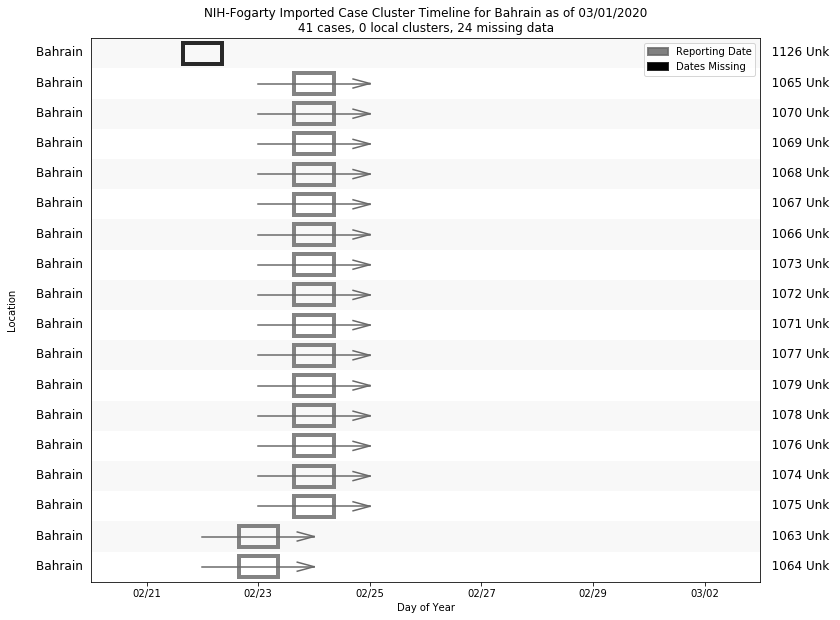 NIH-Fogarty Imported Case Cluster Timeline for Bahrain as of 03/01/2020
41 cases, 0 local clusters, 24 missing data
Reporting Date
Dates Missing
Bahrain 1126 Unk
Bahrain 1065 Unk
Bahrain 1070 Unk
Bahrain 1069 Unk
Bahrain 1068 Unk
Bahrain 1067 Unk
Bahrain 1066 Unk
Bahrain 1073 Unk
Bahrain 1072 Unk
Bahrain 1071 Unk
Bahrain 1077 Unk
Bahrain 1079 Unk
Bahrain 1078 Unk
Bahrain 1076 Unk
Bahrain 1074 Unk
Bahrain 1075 Unk
Bahrain 1063 Unk
Bahrain 1064 Unk
Location
02/21 02/23 02/25 02/27 02/29 03/02
Day of Year